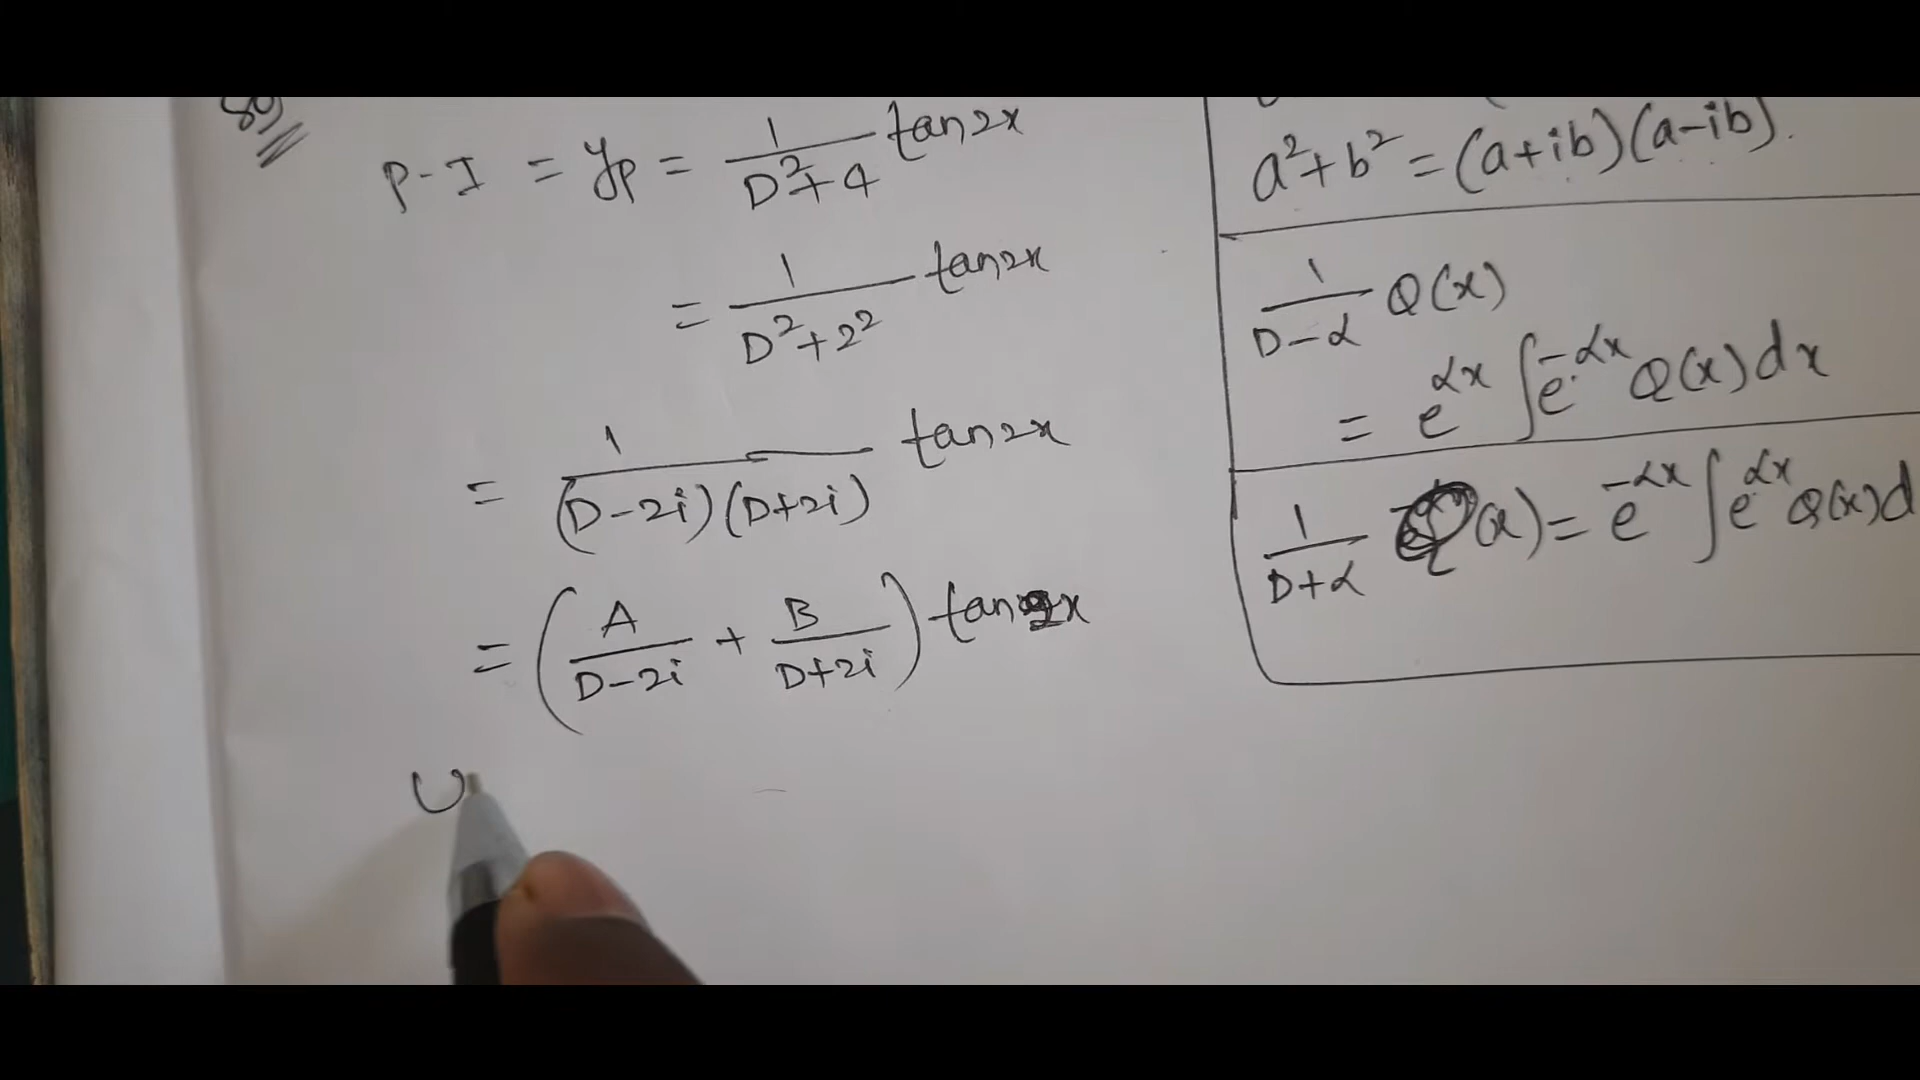 Sol
P-I = yp = 1/(D²+4) tan2x
= 1/(D²+2²) tan2x
= 1/((D-2i)(D+2i)) tan2x
= (A/(D-2i) + B/(D+2i)) tan2x
a²+b² = (a+ib)(a-ib).
1/(D-α) Q(x)
= e^(αx) ∫e^(-αx) Q(x)dx
1/(D+α) Q(x) = e^(-αx) ∫e^(αx) Q(x)d